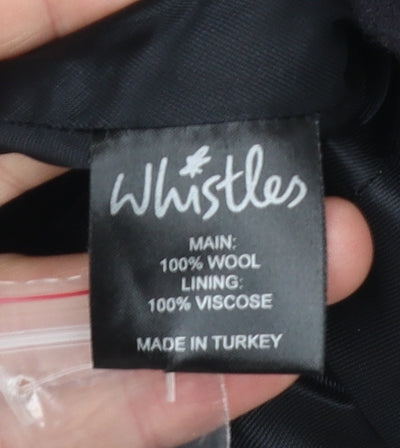 Whistles
MAIN:
100% WOOL
LINING:
100% VISCOSE
MADE IN TURKEY